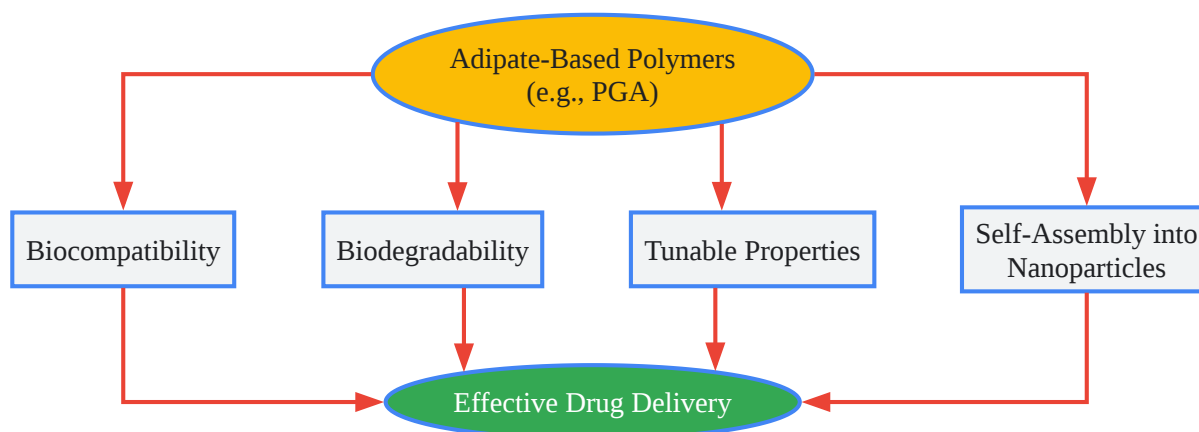 Adipate-Based Polymers
(e.g., PGA)
Biocompatibility
Biodegradability
Tunable Properties
Self-Assembly into
Nanoparticles
Effective Drug Delivery